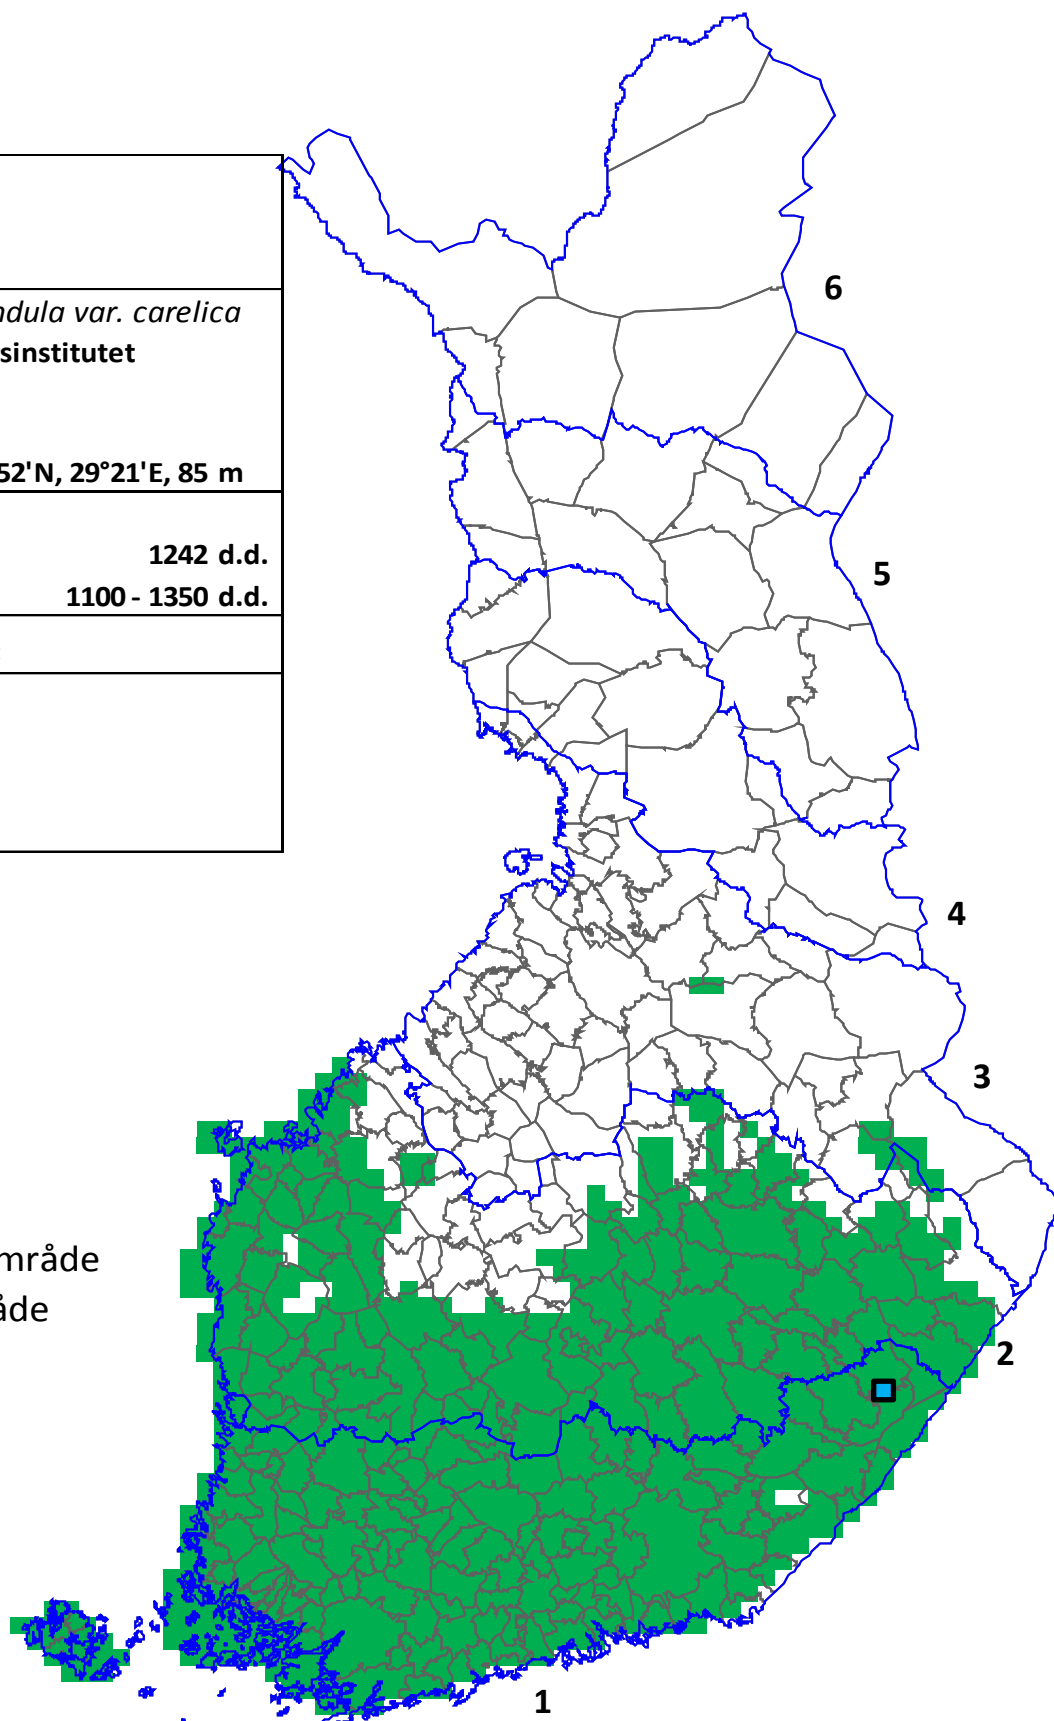 ndula var. carelica
sinstitutet
52'N, 29°21'E, 85 m
1242 d.d.
1100 - 1350 d.d.
6
5
4
3
mråde
åde
2
1